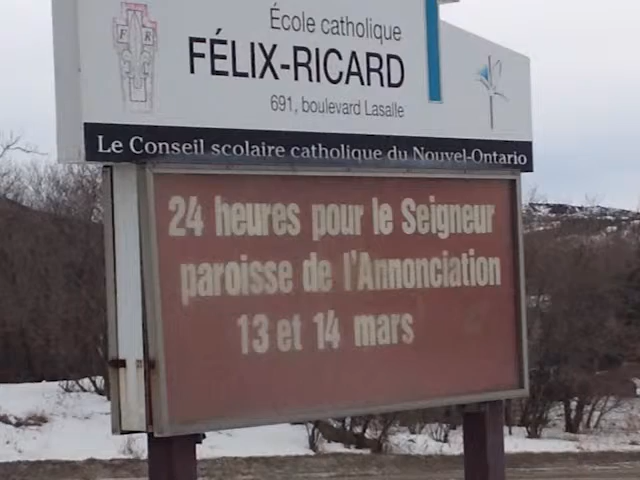 École catholique
FÉLIX-RICARD
691, boulevard Lasalle
Le Conseil scolaire catholique du Nouvel-Ontario
24 heures pour le Seigneur
paroisse de l'Annonciation
13 et 14 mars